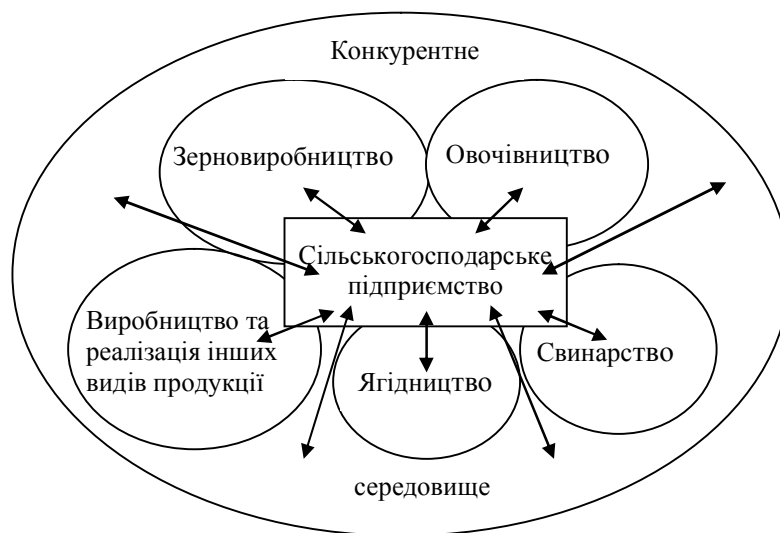 Конкурентне
Зерновиробництво
Овочівництво
Сільськогосподарське
підприємство
Виробництво та
реалізація інших
видів продукції
Ягідництво
Свинарство
середовище